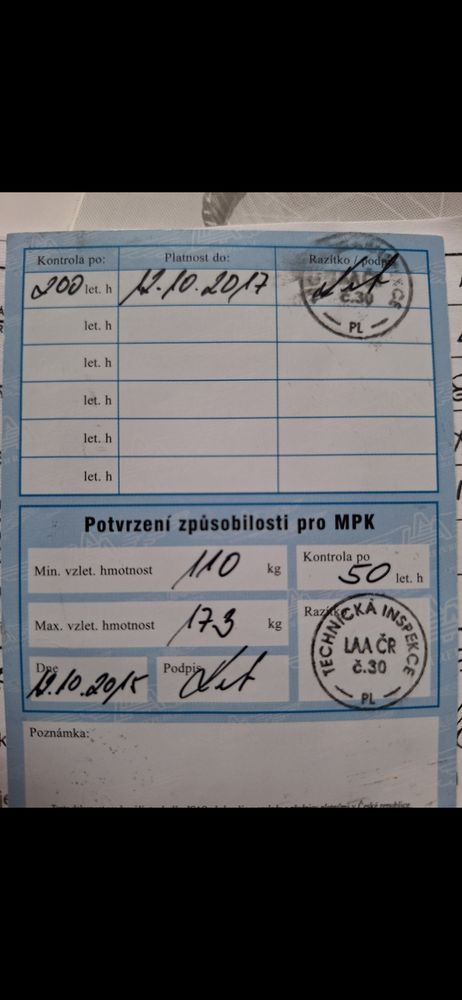 Kontrola po: Platnost do: Razítko / podpis
200 let. h 12.10.2017
č.30
PL
let. h
let. h
let. h
let. h
let. h
Potvrzení způsobilosti pro MPK
Min. vzlet. hmotnost 110 kg
Kontrola po
50 let. h
Max. vzlet. hmotnost 173 kg
Razítko
TECHNICKÁ INSPEKCE
LAA ČR
č.30
PL
Dne
12.10.2015
Podpis
Poznámka: